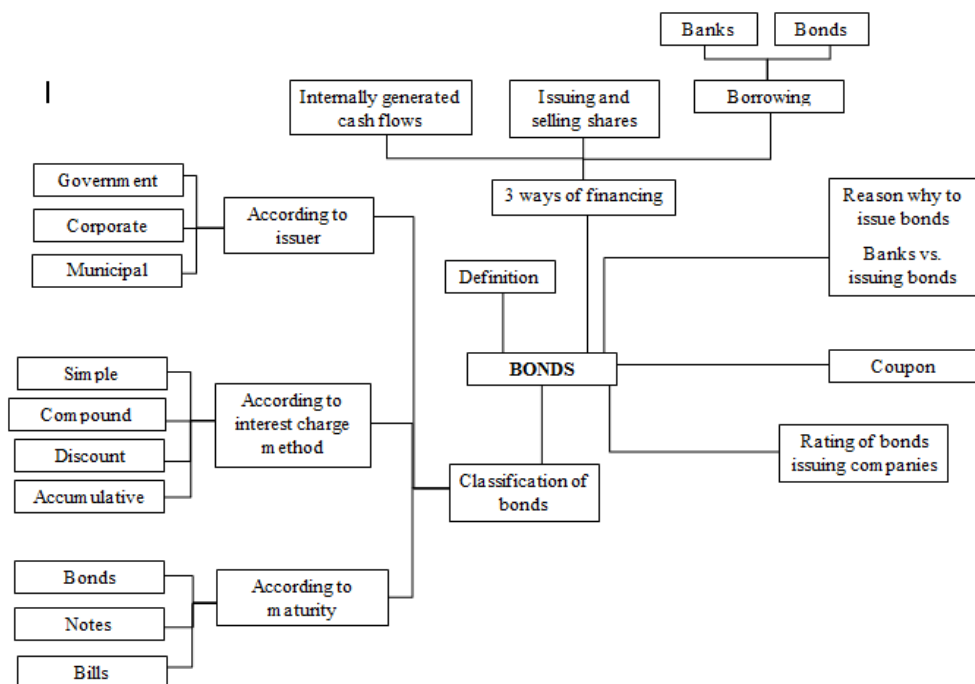 Banks
Bonds
Internally generated
cash flows
Issuing and
selling shares
Borrowing
Government
Corporate
Municipal
According to
issuer
3 ways of financing
Reason why to
issue bonds
Banks vs.
issuing bonds
Definition
BONDS
Coupon
Simple
Compound
Discount
Accumulative
According to
interest charge
method
Classification of
bonds
Rating of bonds
issuing companies
Bonds
Notes
Bills
According to
maturity